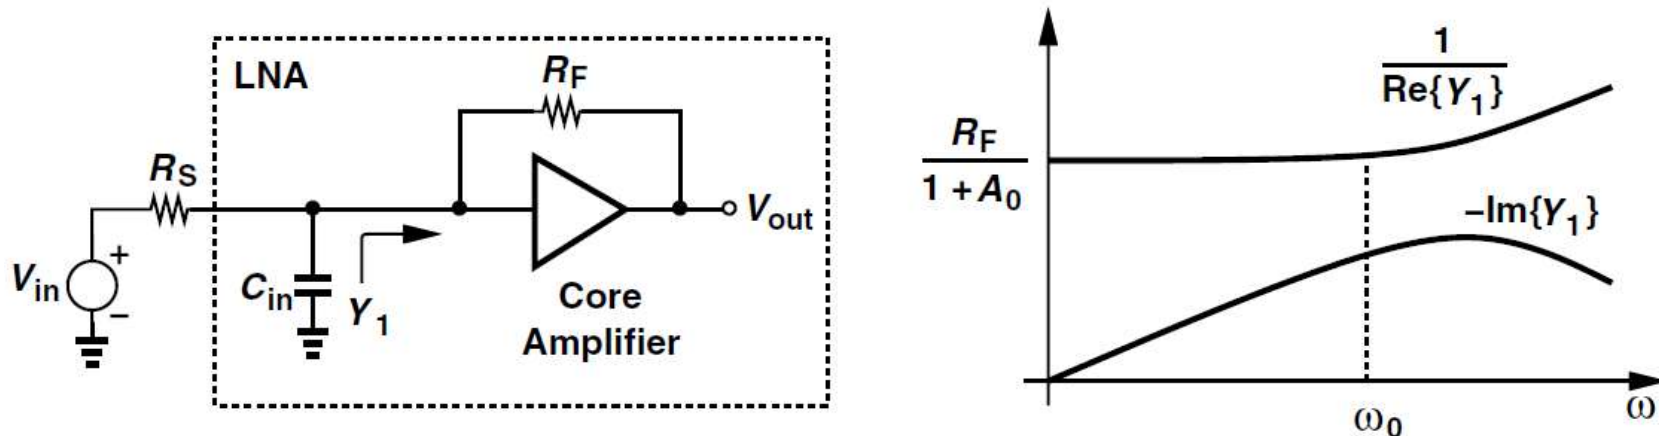 LNA
R_F
R_S
V_out
V_in
+
−
C_in
Y_1
Core
Amplifier
1
Re{Y_1}
R_F
1 + A_0
−Im{Y_1}
ω_0
ω